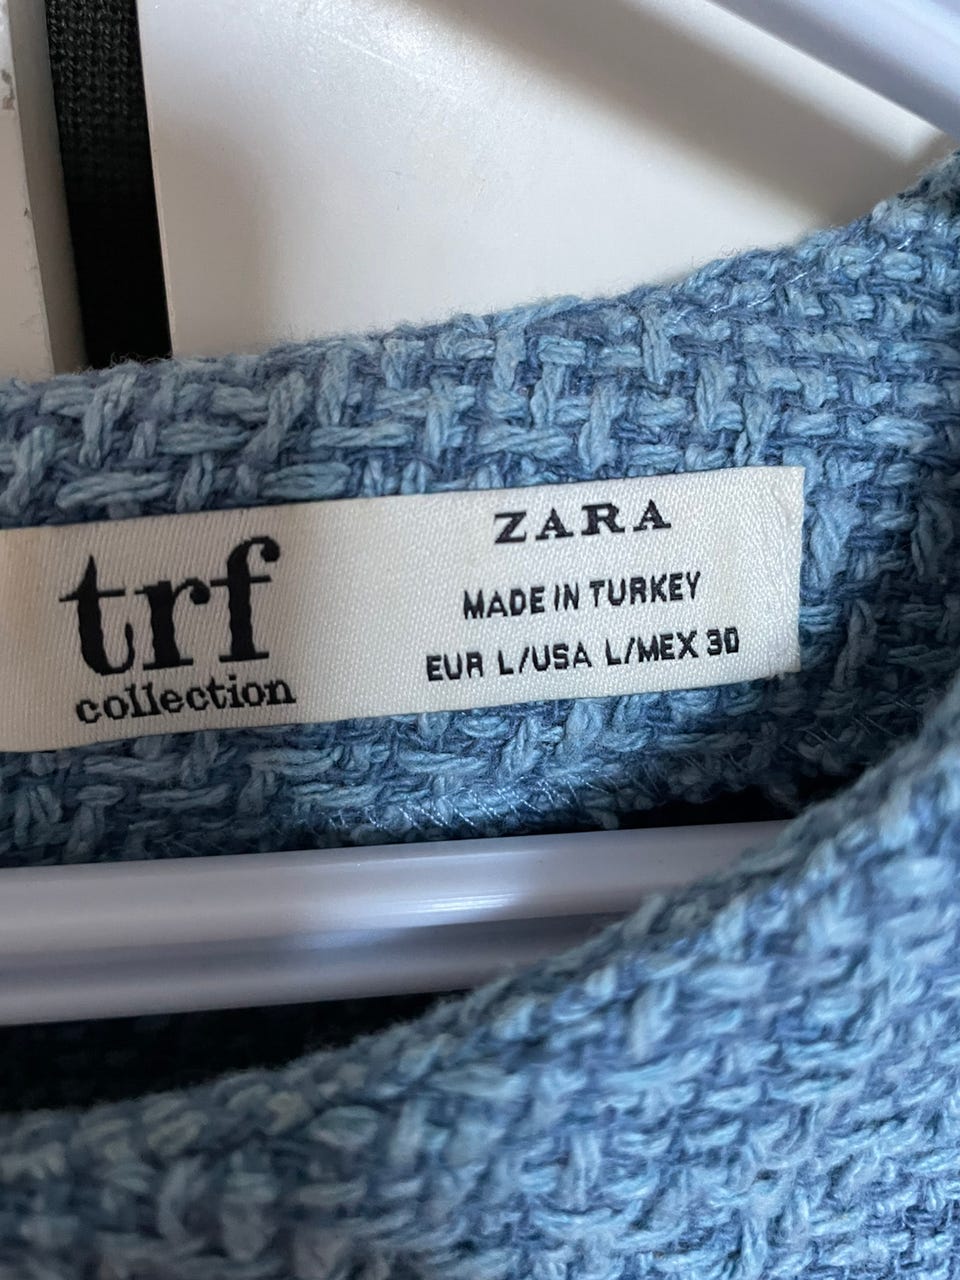 trf
collection
ZARA
MADE IN TURKEY
EUR L/USA L/MEX 30